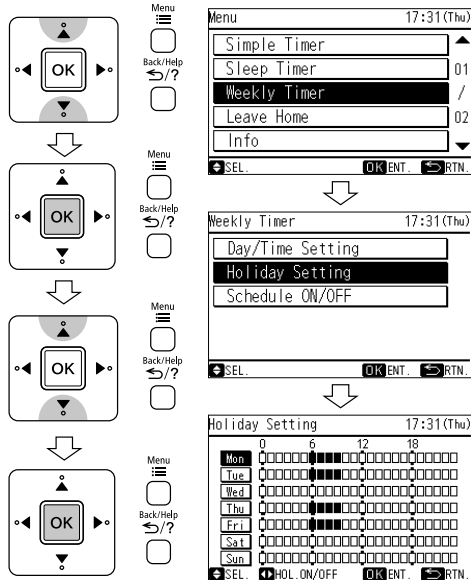 Menu
OK
Back/Help
/?
Menu
OK
Back/Help
/?
Menu
OK
Back/Help
/?
Menu
OK
Back/Help
/?
Menu 17:31(Thu)
Simple Timer
Sleep Timer 01
Weekly Timer /
Leave Home 02
Info
SEL. OK ENT. RTN.
Weekly Timer 17:31(Thu)
Day/Time Setting
Holiday Setting
Schedule ON/OFF
SEL. OK ENT. RTN.
Holiday Setting 17:31(Thu)
0 6 12 18
Mon
Tue
Wed
Thu
Fri
Sat
Sun
SEL. HOL.ON/OFF OK ENT. RTN.